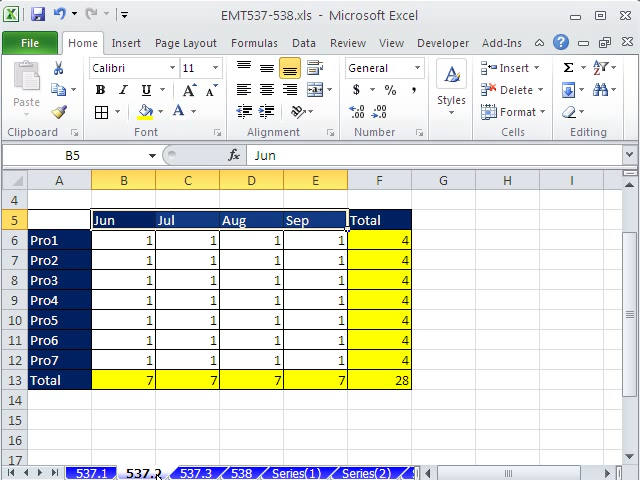 EMT537-538.xls - Microsoft Excel
File Home Insert Page Layout Formulas Data Review View Developer Add-Ins
Paste Calibri 11 General Styles Insert Σ
B I U A A $ % , Delete
.00 .0 Format
Clipboard Font Alignment Number Cells Editing
B5 fx Jun
A B C D E F G H I
4
5 Jun Jul Aug Sep Total
6 Pro1 1 1 1 1 4
7 Pro2 1 1 1 1 4
8 Pro3 1 1 1 1 4
9 Pro4 1 1 1 1 4
10 Pro5 1 1 1 1 4
11 Pro6 1 1 1 1 4
12 Pro7 1 1 1 1 4
13 Total 7 7 7 7 28
14
15
16
17
537.1 537.2 537.3 538 Series(1) Series(2)